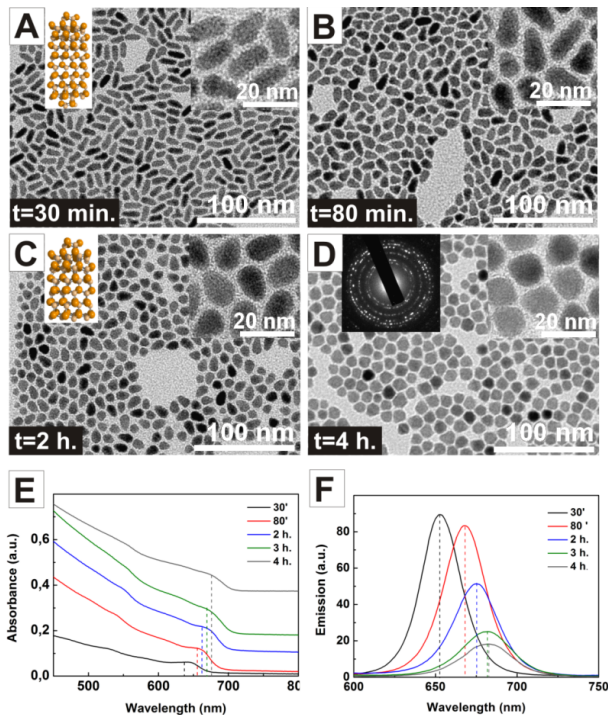 A
20 nm
t=30 min.
100 nm
B
20 nm
t=80 min.
100 nm
C
20 nm
t=2 h.
100 nm
D
20 nm
t=4 h.
100 nm
E
Absorbance (a.u.)
0,6
0,4
0,2
0,0
500
600
700
80
Wavelength (nm)
30'
80'
2 h.
3 h.
4 h.
F
Emission (a.u.)
80
60
40
20
0
600
650
700
750
Wavelength (nm)
30'
80'
2 h.
3 h.
4 h.